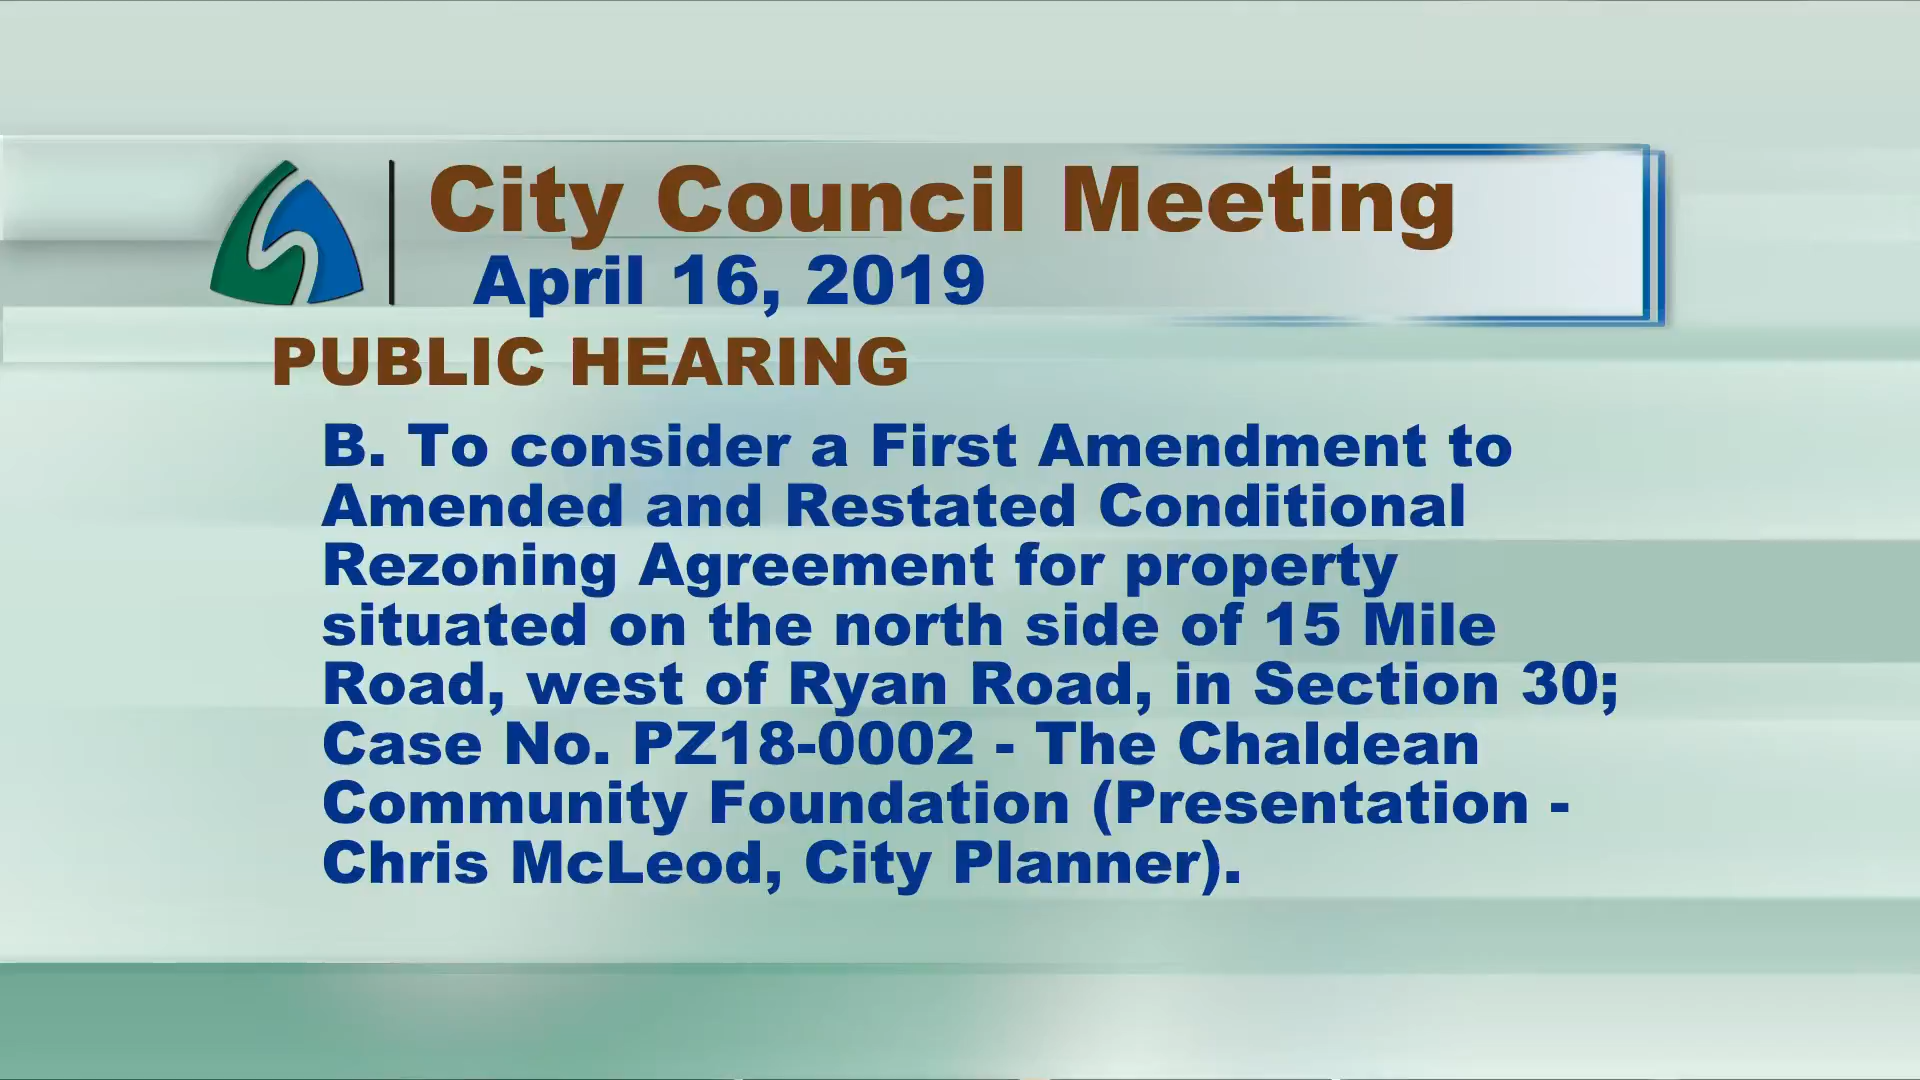 City Council Meeting
April 16, 2019
PUBLIC HEARING
B. To consider a First Amendment to
Amended and Restated Conditional
Rezoning Agreement for property
situated on the north side of 15 Mile
Road, west of Ryan Road, in Section 30;
Case No. PZ18-0002 - The Chaldean
Community Foundation (Presentation -
Chris McLeod, City Planner).